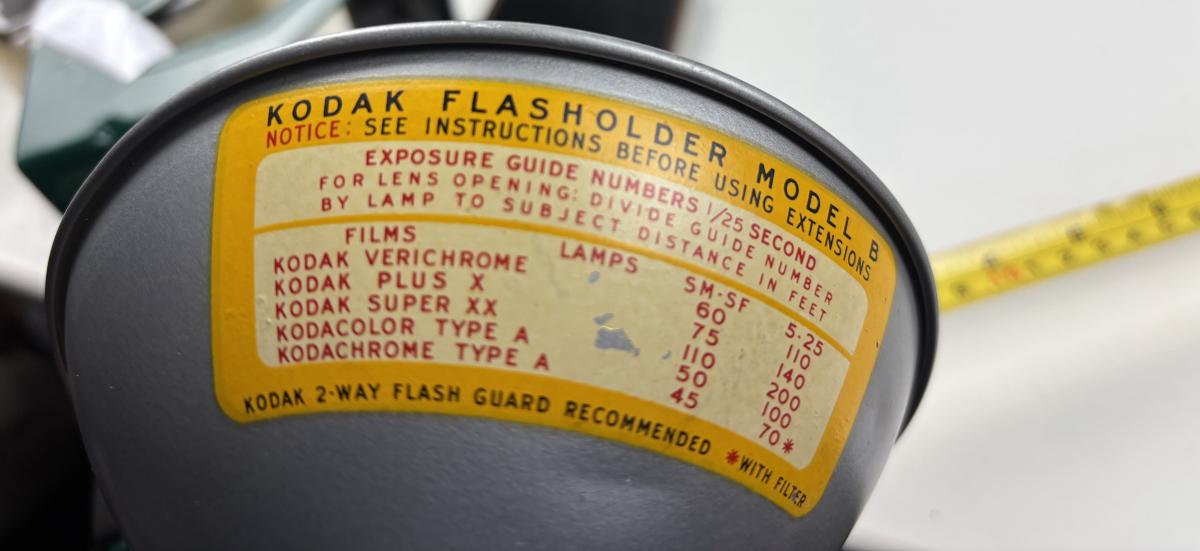 KODAK FLASHOLDER MODEL B
NOTICE: SEE INSTRUCTIONS BEFORE USING EXTENSIONS
EXPOSURE GUIDE NUMBERS 1/25 SECOND
FOR LENS OPENING: DIVIDE GUIDE NUMBER
BY LAMP TO SUBJECT DISTANCE IN FEET
FILMS LAMPS SM-SF 5-25
KODAK VERICHROME 60 110
KODAK PLUS X 75 140
KODAK SUPER XX 110 200
KODACOLOR TYPE A 50 100
KODACHROME TYPE A 45 70*
KODAK 2-WAY FLASH GUARD RECOMMENDED *WITH FILTER